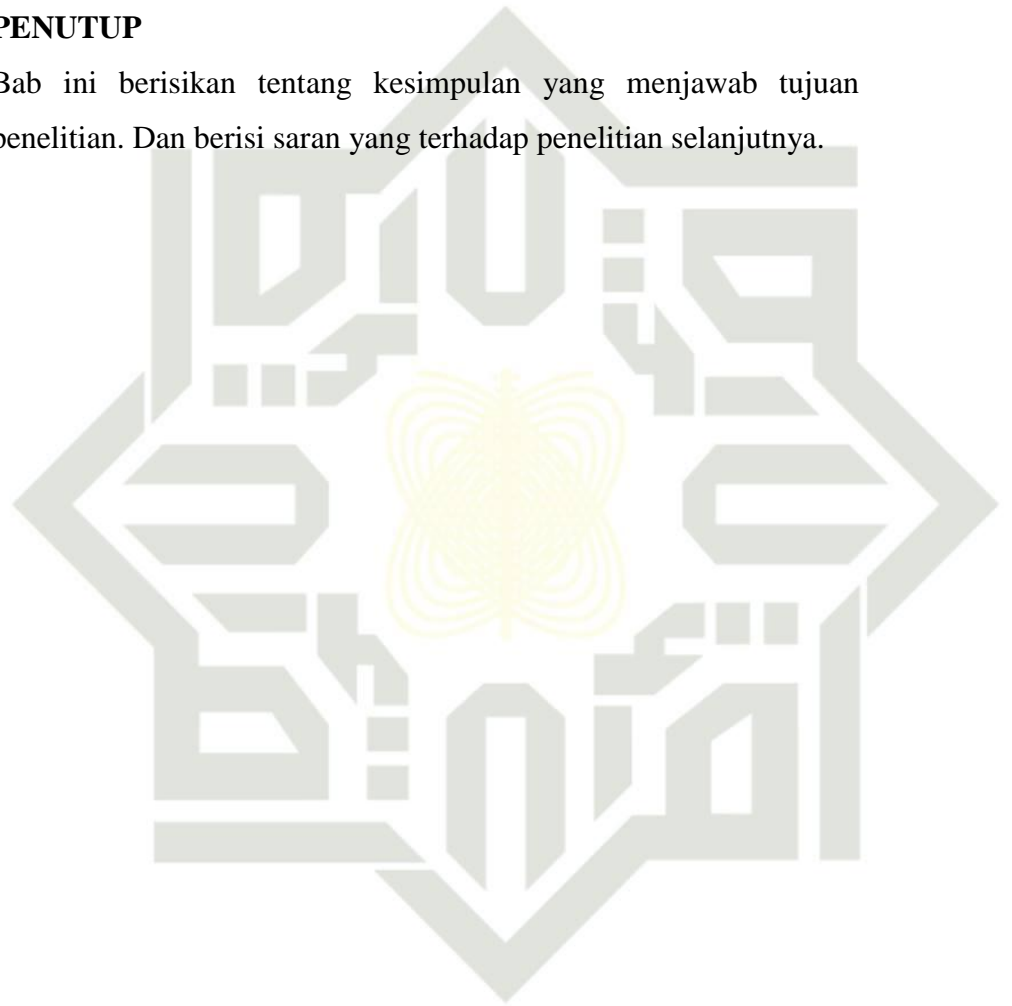 PENUTUP
Bab ini berisikan tentang kesimpulan yang menjawab tujuan
penelitian. Dan berisi saran yang terhadap penelitian selanjutnya.